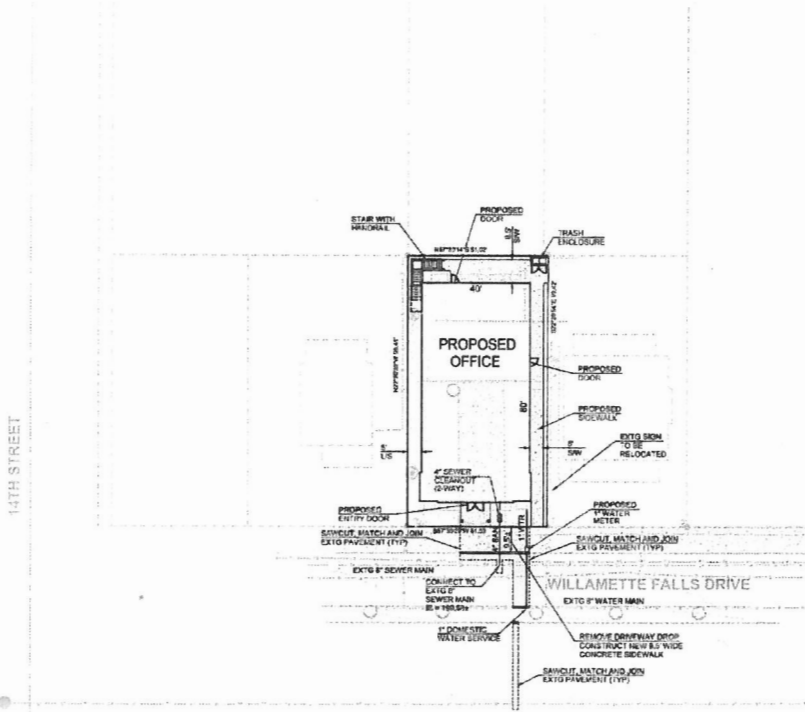 PROPOSED
DOOR
STAIR WITH
HANDRAIL
TRASH
ENCLOSURE
S/W
40'
PROPOSED
OFFICE
80'
PROPOSED
DOOR
PROPOSED
SIDEWALK
EXTG SIGN
TO BE
RELOCATED
L/S
S/W
4" SEWER
CLEANOUT
(2-WAY)
PROPOSED
ENTRY DOOR
PROPOSED
1" WATER
METER
SAWCUT, MATCH AND JOIN
EXTG PAVEMENT (TYP)
SAWCUT, MATCH AND JOIN
EXTG PAVEMENT (TYP)
1" WTR
EXTG 8" SEWER MAIN
CONNECT TO
EXTG 8"
SEWER MAIN
WILLAMETTE FALLS DRIVE
EXTG 8" WATER MAIN
1" DOMESTIC
WATER SERVICE
REMOVE DRIVEWAY DROP
CONSTRUCT NEW 9.5' WIDE
CONCRETE SIDEWALK
SAWCUT, MATCH AND JOIN
EXTG PAVEMENT (TYP)
14TH STREET